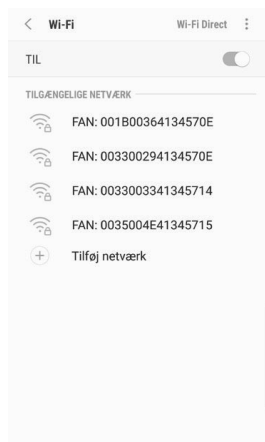 Wi-Fi Wi-Fi Direct
TIL
TILGÆNGELIGE NETVÆRK
FAN: 001B00364134570E
FAN: 003300294134570E
FAN: 0033003341345714
FAN: 0035004E41345715
Tilføj netværk